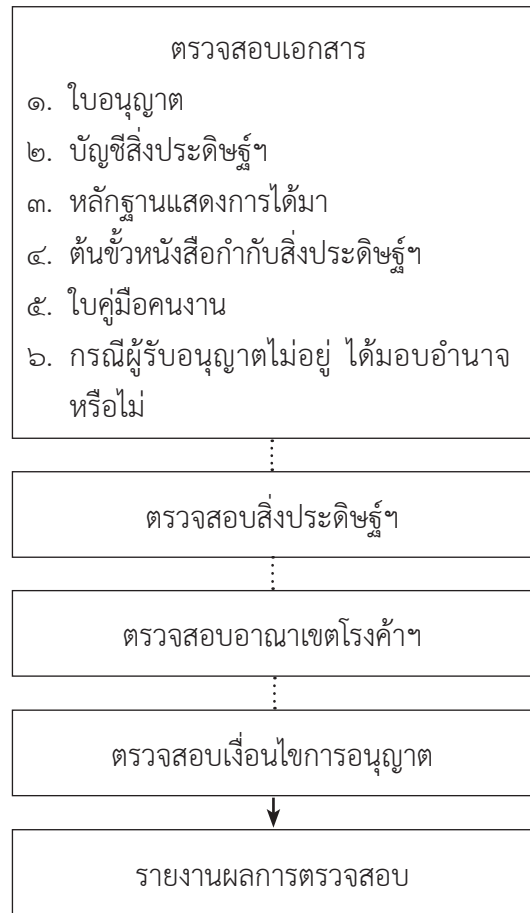 ตรวจสอบเอกสาร
๑. ใบอนุญาต
๒. บัญชีสิ่งประดิษฐ์ฯ
๓. หลักฐานแสดงการได้มา
๔. ต้นขั้วหนังสือกำกับสิ่งประดิษฐ์ฯ
๕. ใบคู่มือคนงาน
๖. กรณีผู้รับอนุญาตไม่อยู่ ได้มอบอำนาจ
หรือไม่
ตรวจสอบสิ่งประดิษฐ์ฯ
ตรวจสอบอาณาเขตโรงค้าฯ
ตรวจสอบเงื่อนไขการอนุญาต
รายงานผลการตรวจสอบ